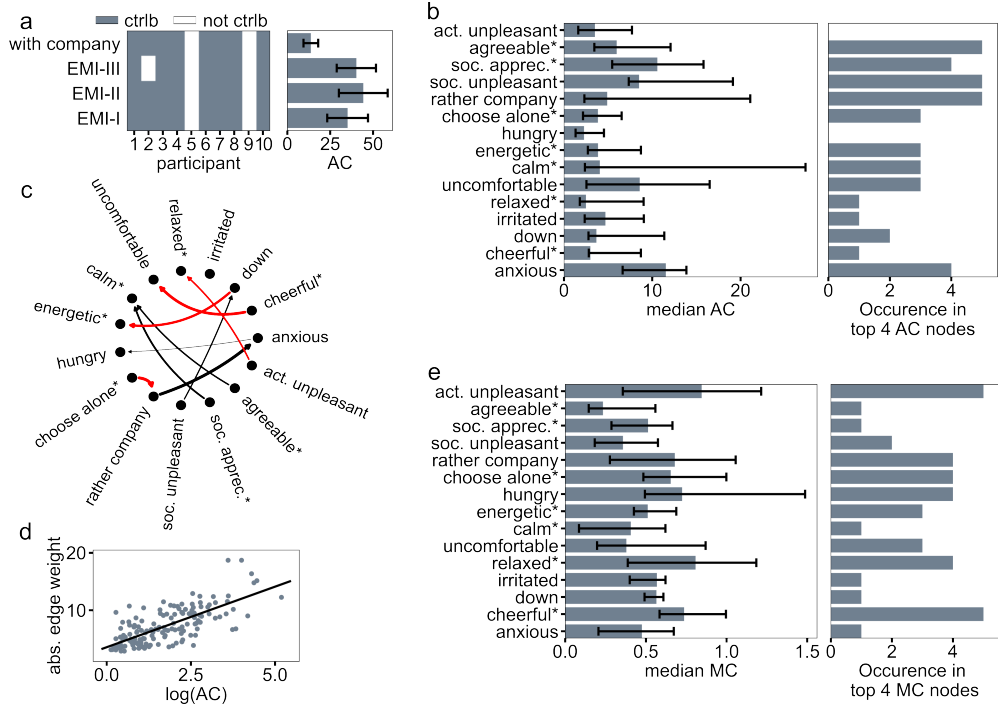 a
ctrlb
not ctrlb
with company
EMI-III
EMI-II
EMI-I
1 2 3 4 5 6 7 8 9 10
participant
0 25 50
AC
b
act. unpleasant
agreeable*
soc. apprec.*
soc. unpleasant
rather company
choose alone*
hungry
energetic*
calm*
uncomfortable
relaxed*
irritated
down
cheerful*
anxious
0 10 20
median AC
0 2 4
Occurence in
top 4 AC nodes
c
uncomfortable
relaxed*
irritated
down
cheerful*
anxious
act. unpleasant
agreeable*
soc. apprec.*
soc. unpleasant
rather company
choose alone*
hungry
energetic*
calm*
d
abs. edge weight
20
10
0.0 2.5 5.0
log(AC)
e
act. unpleasant
agreeable*
soc. apprec.*
soc. unpleasant
rather company
choose alone*
hungry
energetic*
calm*
uncomfortable
relaxed*
irritated
down
cheerful*
anxious
0.0 0.5 1.0 1.5
median MC
0 2 4
Occurence in
top 4 MC nodes